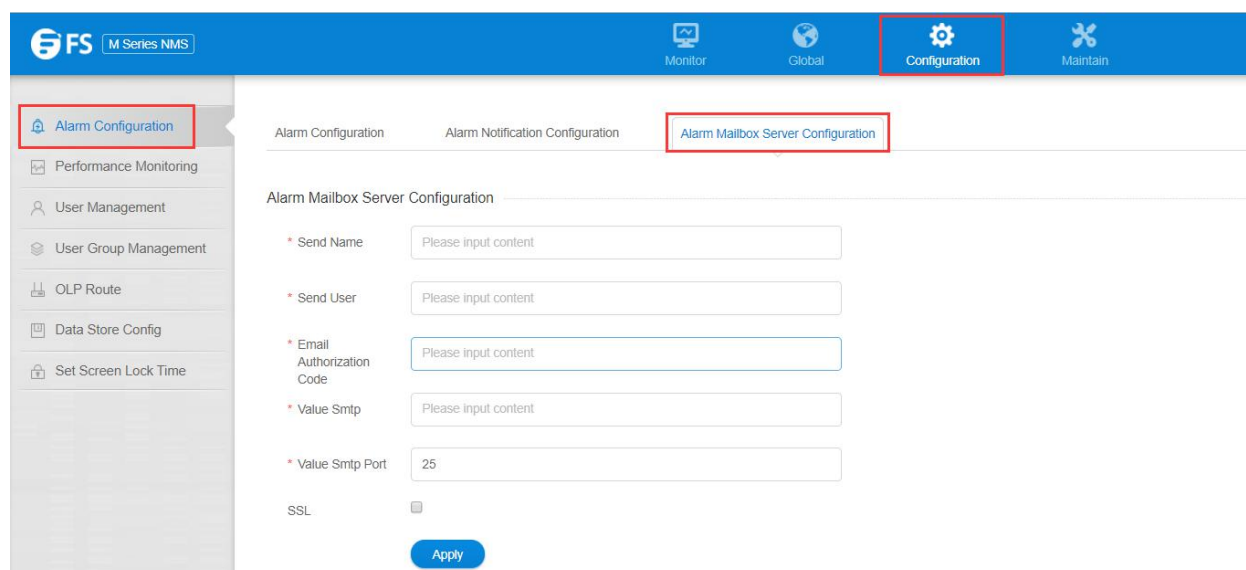 FS M Series NMS
Monitor
Global
Configuration
Maintain
Alarm Configuration
Performance Monitoring
User Management
User Group Management
OLP Route
Data Store Config
Set Screen Lock Time
Alarm Configuration
Alarm Notification Configuration
Alarm Mailbox Server Configuration
Alarm Mailbox Server Configuration
* Send Name
Please input content
* Send User
Please input content
* Email
Authorization
Code
Please input content
* Value Smtp
Please input content
* Value Smtp Port
25
SSL
Apply